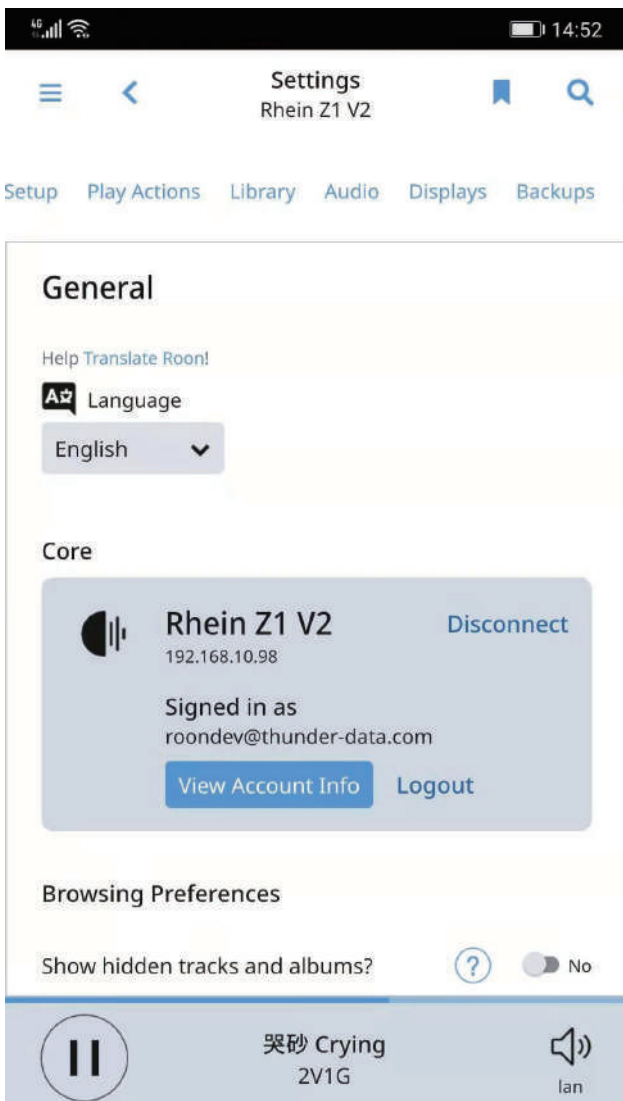 4G 14:52
Settings
Rhein Z1 V2
Setup Play Actions Library Audio Displays Backups
General
Help Translate Roon!
Language
English
Core
Rhein Z1 V2 Disconnect
192.168.10.98
Signed in as
roondev@thunder-data.com
View Account Info Logout
Browsing Preferences
Show hidden tracks and albums? ? No
哭砂 Crying
2V1G
lan